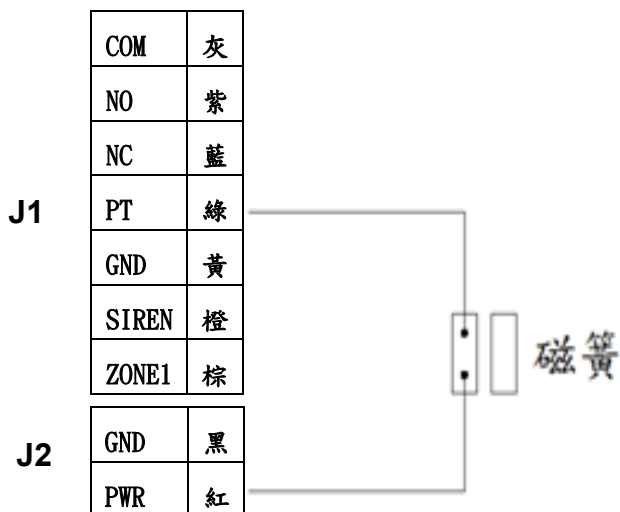 COM 灰
NO 紫
NC 藍
J1 PT 綠
GND 黃
SIREN 橙
磁簧
ZONE1 棕
J2 GND 黑
PWR 紅